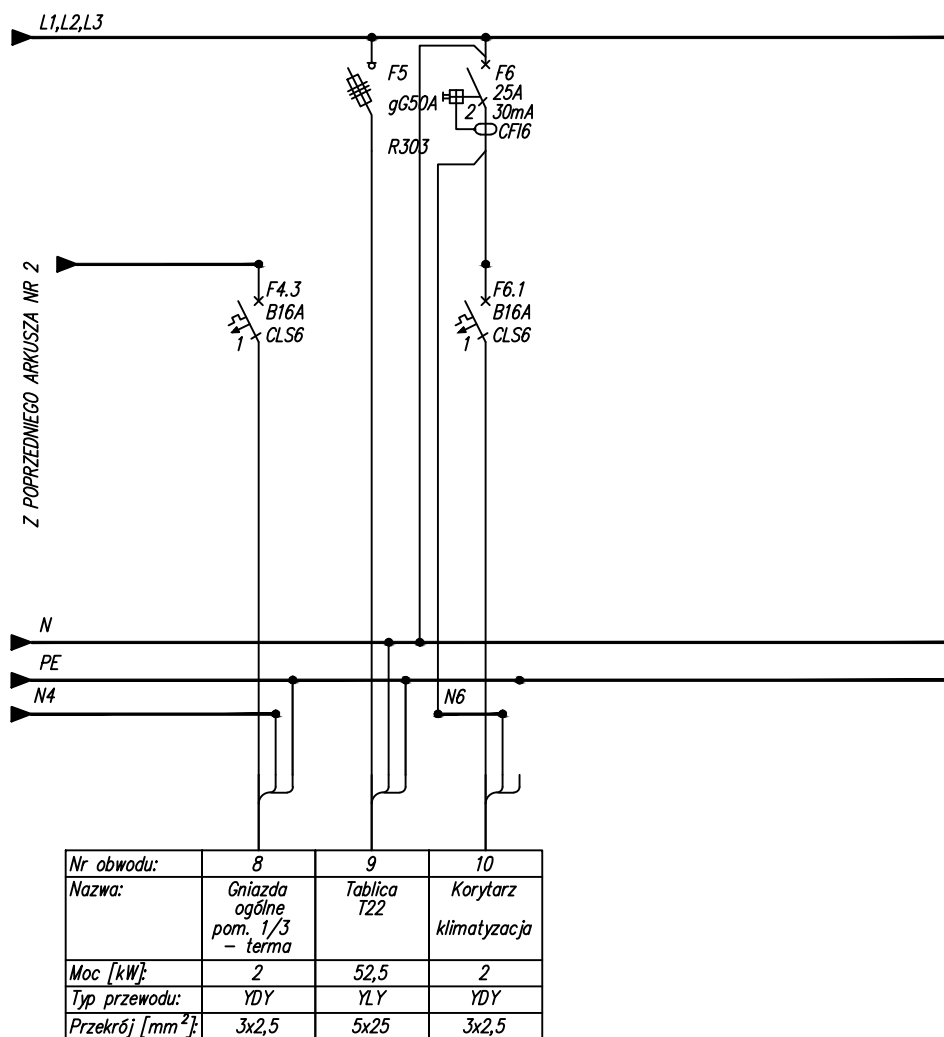 L1,L2,L3
F5
gG50A
R303
F6
25A
2 30mA
CFI6
Z POPRZEDNIEGO ARKUSZA NR 2
F4.3
B16A
1 CLS6
F6.1
B16A
1 CLS6
N
PE
N4
N6
Nr obwodu: 8 9 10
Nazwa: Gniazda Tablica Korytarz
ogólne T22
pom. 1/3 klimatyzacja
– terma
Moc [kW]: 2 52,5 2
Typ przewodu: YDY YLY YDY
Przekrój [mm²]: 3x2,5 5x25 3x2,5